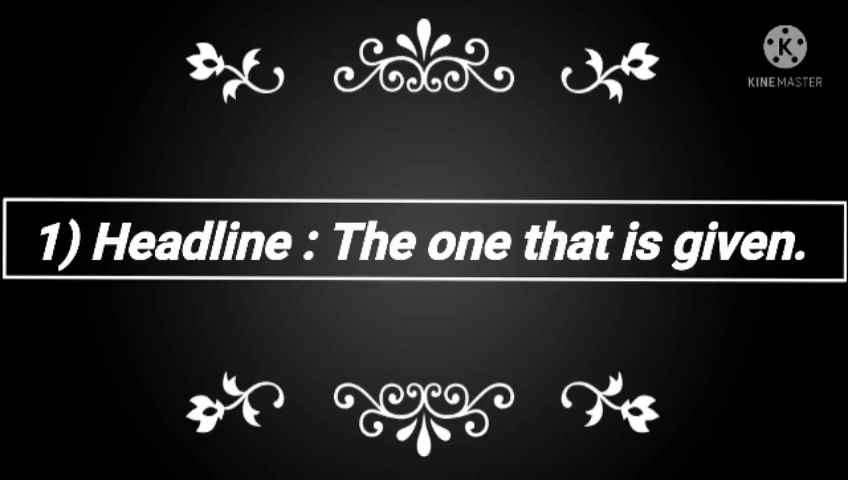 K
KINEMASTER
1) Headline : The one that is given.